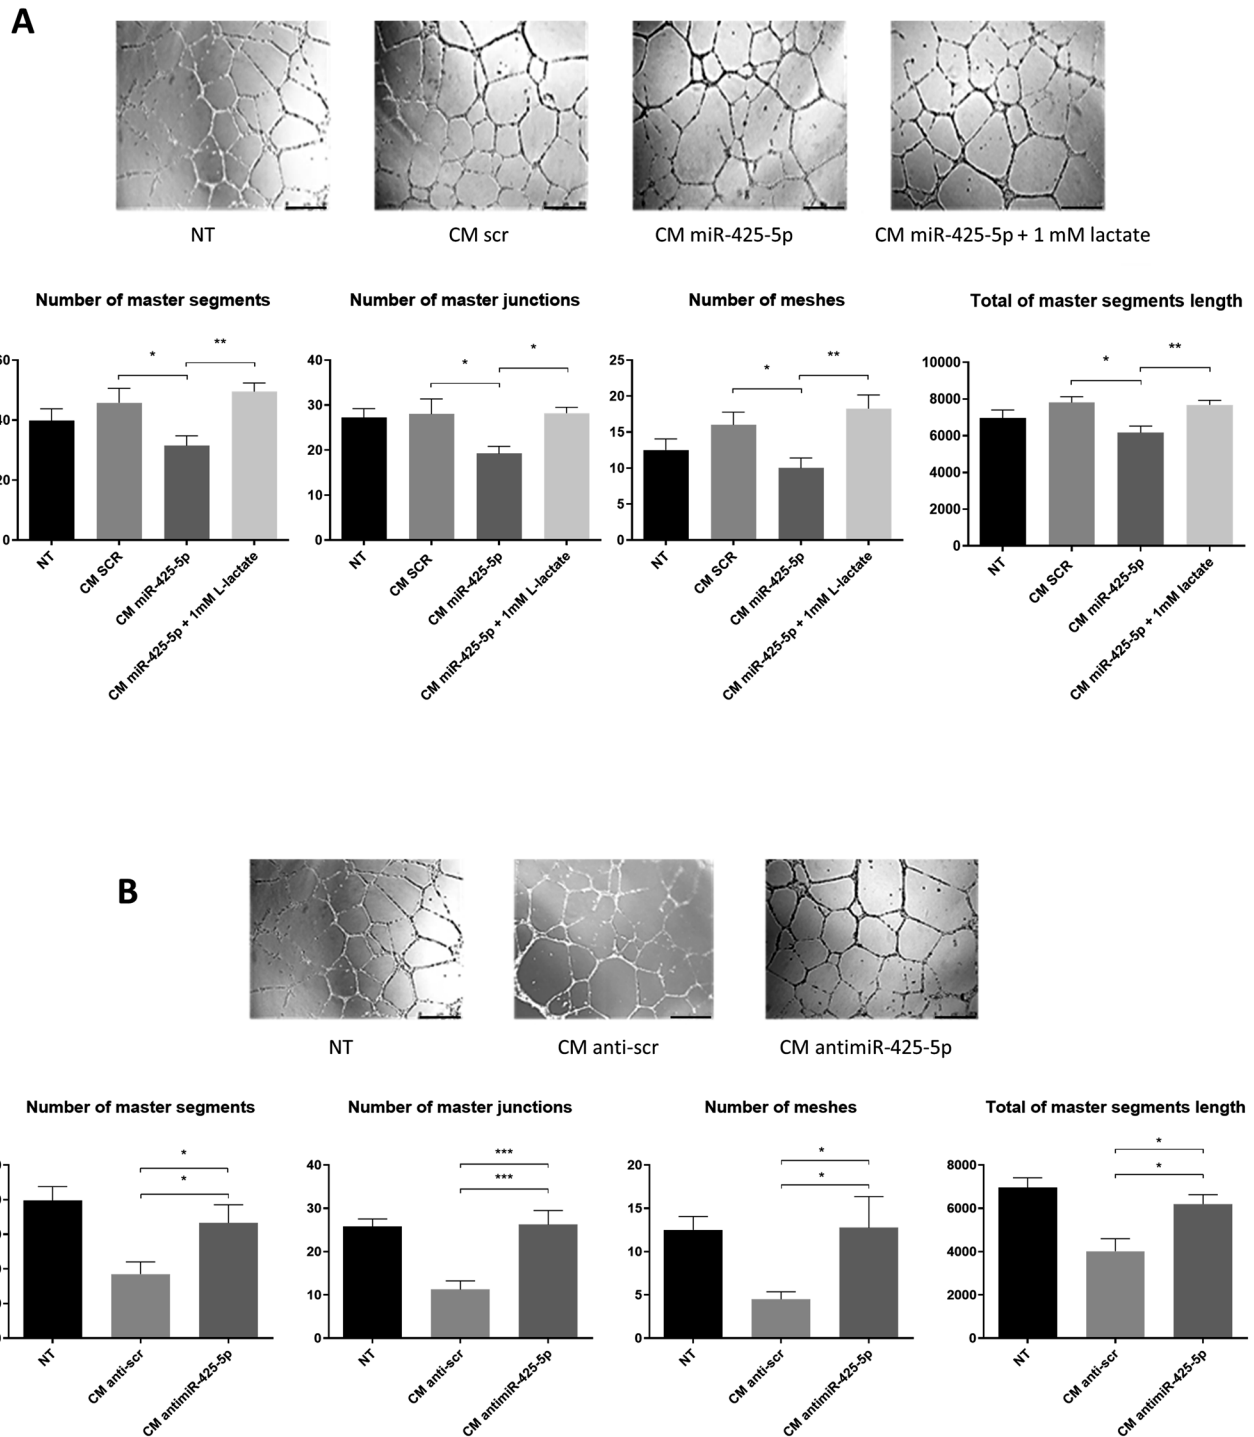 A
NT
CM scr
CM miR-425-5p
CM miR-425-5p + 1 mM lactate
Number of master segments
Number of master junctions
Number of meshes
Total of master segments length
*
**
0
NT
CM SCR
CM miR-425-5p
CM miR-425-5p + 1mM L-lactate
*
*
40
30
20
10
0
NT
CM SCR
CM miR-425-5p
CM miR-425-5p + 1mM L-lactate
*
**
25
20
15
10
5
0
NT
CM SCR
CM miR-425-5p
CM miR-425-5p + 1mM L-lactate
*
**
10000
8000
6000
4000
2000
0
NT
CM SCR
CM miR-425-5p
CM miR-425-5p + 1mM lactate
B
NT
CM anti-scr
CM antimiR-425-5p
Number of master segments
Number of master junctions
Number of meshes
Total of master segments length
*
*
NT
CM anti-scr
CM antimiR-425-5p
***
***
40
30
20
10
0
NT
CM anti-scr
CM antimiR-425-5p
*
*
20
15
10
5
0
NT
CM anti-scr
CM antimiR-425-5p
*
*
8000
6000
4000
2000
0
NT
CM anti-scr
CM antimiR-425-5p